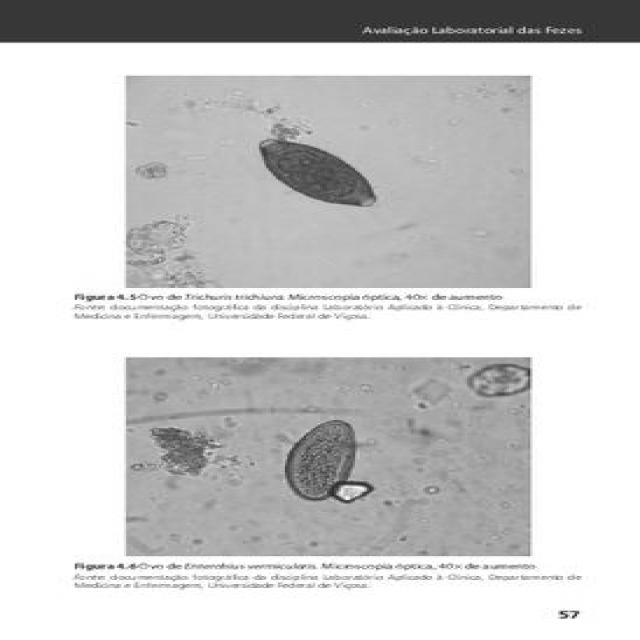 Avaliação Laboratorial das Fezes
Figura 4.5 Ovo de Trichuris trichiura. Microscopia óptica, 40× de aumento
Fonte: documentação fotográfica da disciplina Laboratório Aplicado à Clínica, Departamento de
Medicina e Enfermagem, Universidade Federal de Viçosa.
Figura 4.6 Ovo de Enterobius vermicularis. Microscopia óptica, 40× de aumento
Fonte: documentação fotográfica da disciplina Laboratório Aplicado à Clínica, Departamento de
Medicina e Enfermagem, Universidade Federal de Viçosa.
57